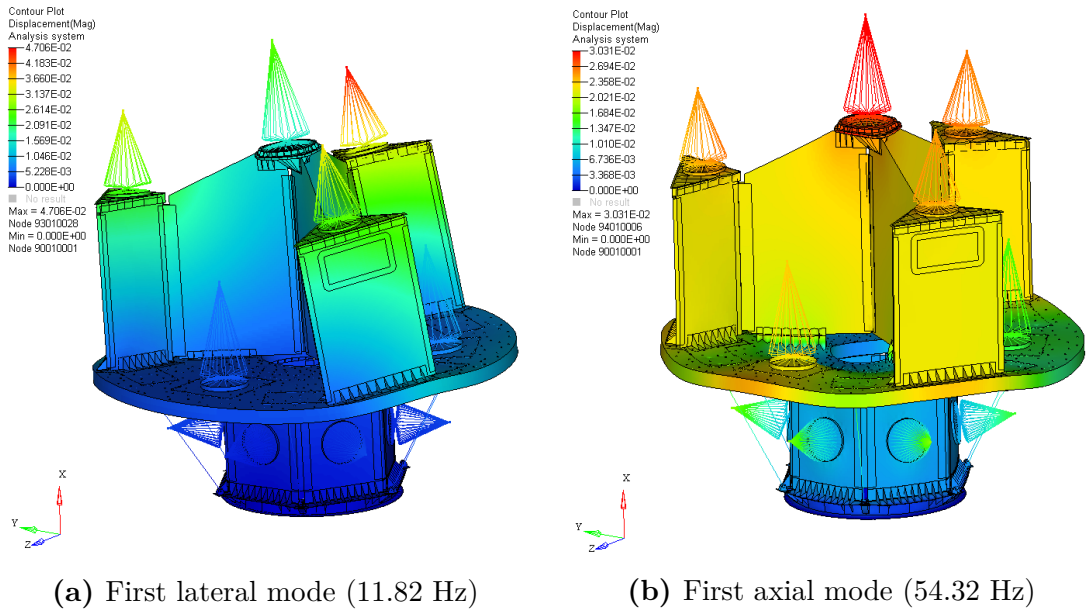 Contour Plot
Displacement(Mag)
Analysis system
4.706E-02
4.183E-02
3.660E-02
3.137E-02
2.614E-02
2.091E-02
1.569E-02
1.046E-02
5.228E-03
0.000E+00
No result
Max = 4.706E-02
Node 93010028
Min = 0.000E+00
Node 90010001
X
Y
Z
(a) First lateral mode (11.82 Hz)
Contour Plot
Displacement(Mag)
Analysis system
3.031E-02
2.694E-02
2.358E-02
2.021E-02
1.684E-02
1.347E-02
1.010E-02
6.736E-03
3.368E-03
0.000E+00
No result
Max = 3.031E-02
Node 94010006
Min = 0.000E+00
Node 90010001
X
Y
Z
(b) First axial mode (54.32 Hz)